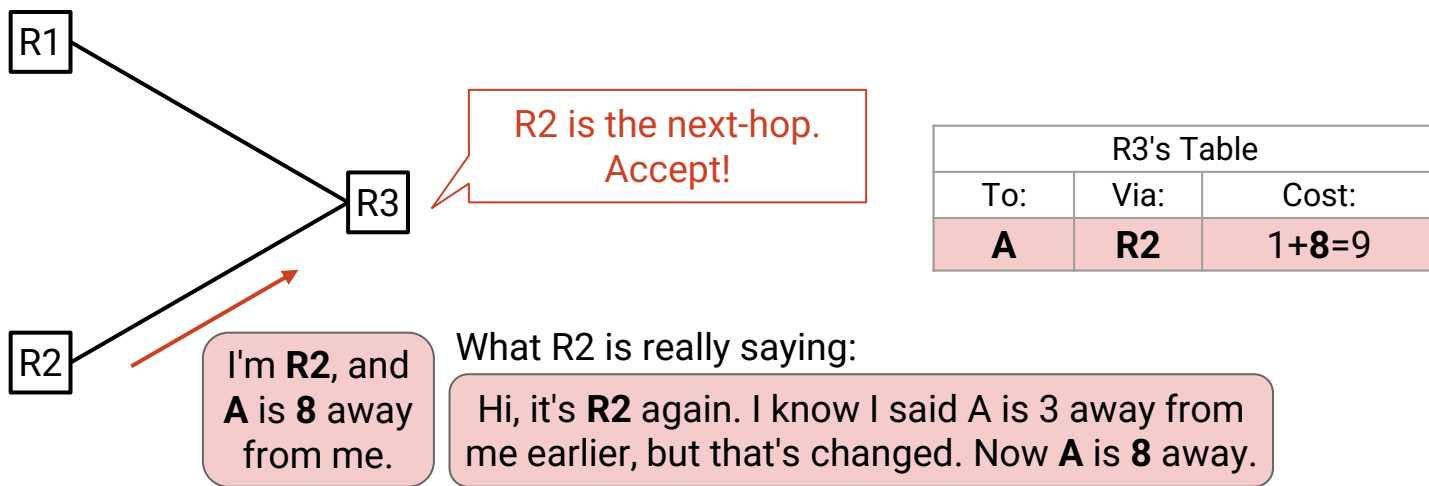 R1
R2 is the next-hop.
Accept!
R3
R3's Table
To: Via: Cost:
A R2 1+8=9
R2
I'm R2, and
A is 8 away
from me.
What R2 is really saying:
Hi, it's R2 again. I know I said A is 3 away from
me earlier, but that's changed. Now A is 8 away.